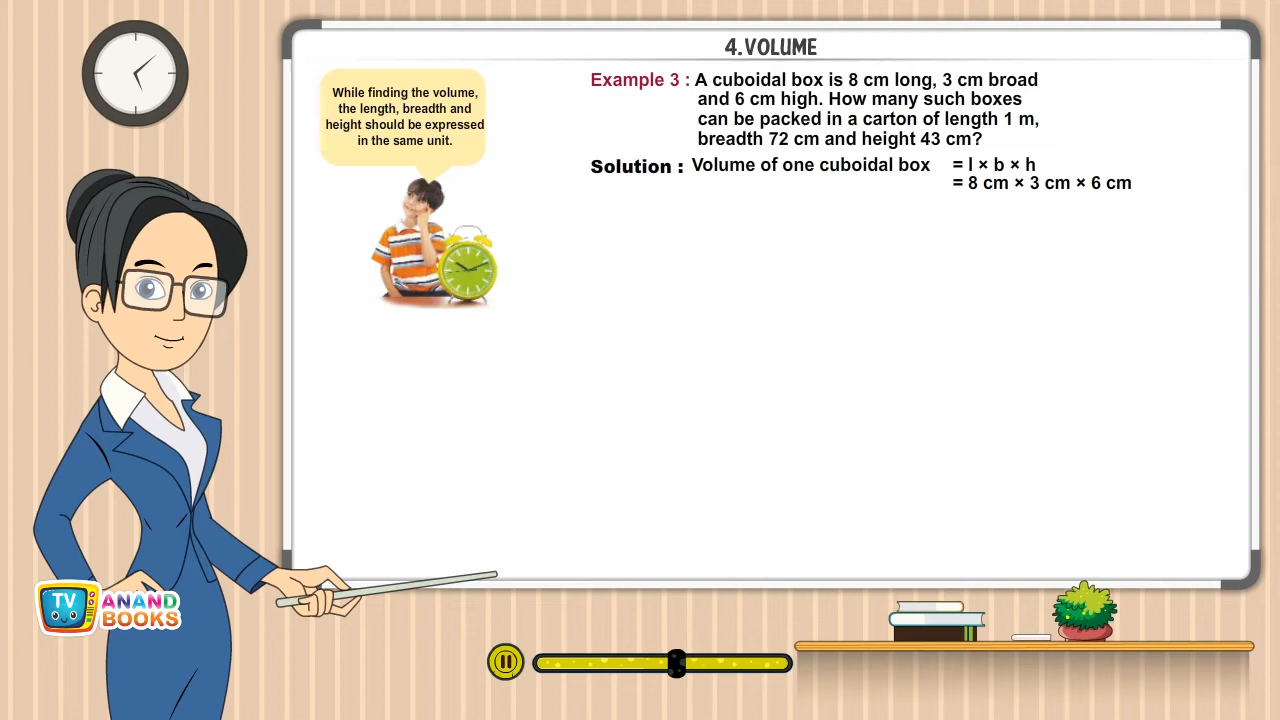 4.VOLUME
While finding the volume,
the length, breadth and
height should be expressed
in the same unit.
Example 3 : A cuboidal box is 8 cm long, 3 cm broad
and 6 cm high. How many such boxes
can be packed in a carton of length 1 m,
breadth 72 cm and height 43 cm?
Solution : Volume of one cuboidal box = l × b × h
= 8 cm × 3 cm × 6 cm
TV ANAND
BOOKS